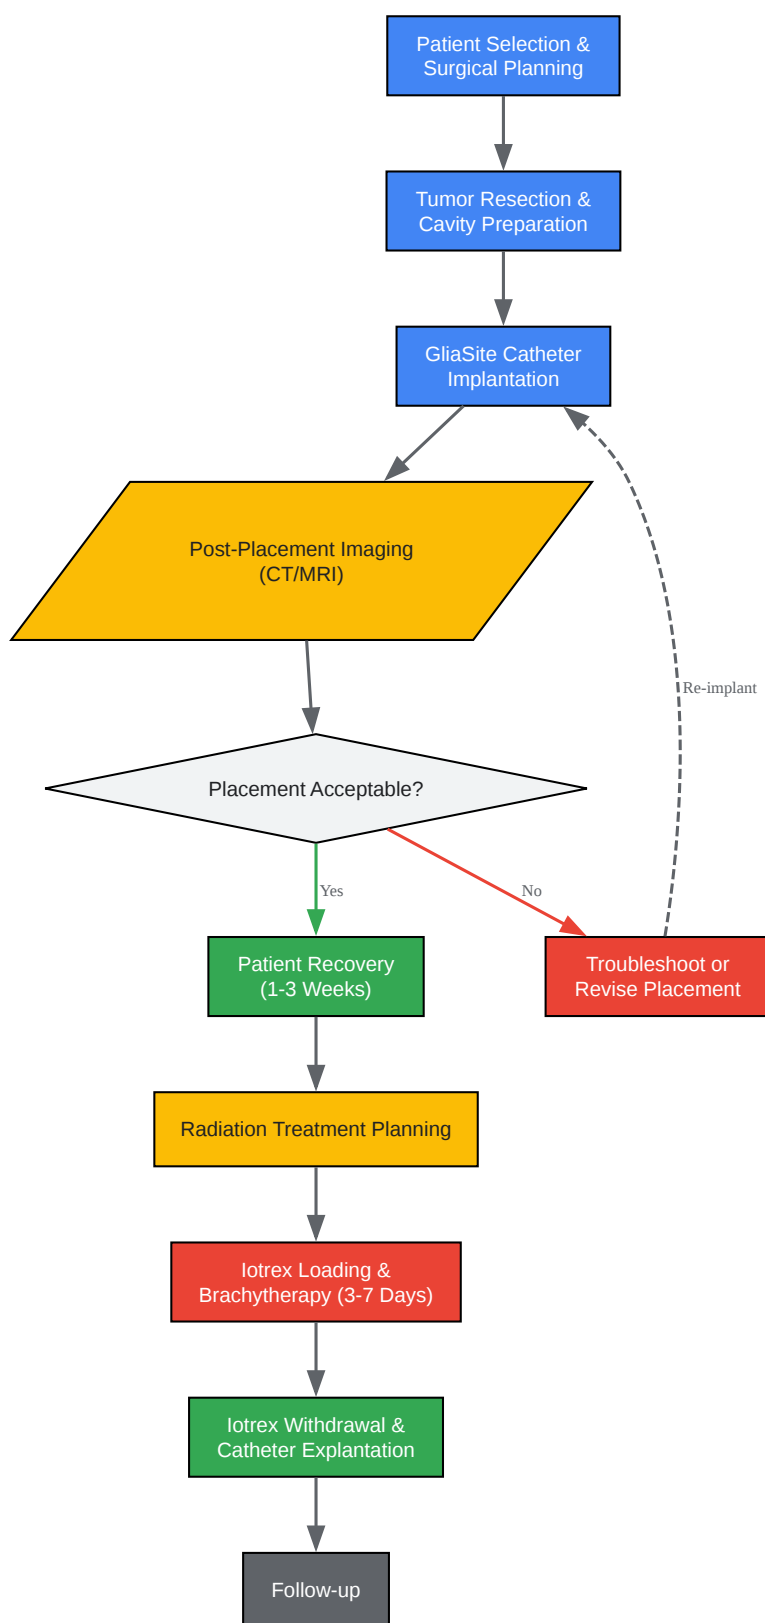 Patient Selection &
Surgical Planning
Tumor Resection &
Cavity Preparation
GliaSite Catheter
Implantation
Post-Placement Imaging
(CT/MRI)
Re-implant
Placement Acceptable?
Yes
No
Patient Recovery
(1-3 Weeks)
Troubleshoot or
Revise Placement
Radiation Treatment Planning
Iotrex Loading &
Brachytherapy (3-7 Days)
Iotrex Withdrawal &
Catheter Explantation
Follow-up